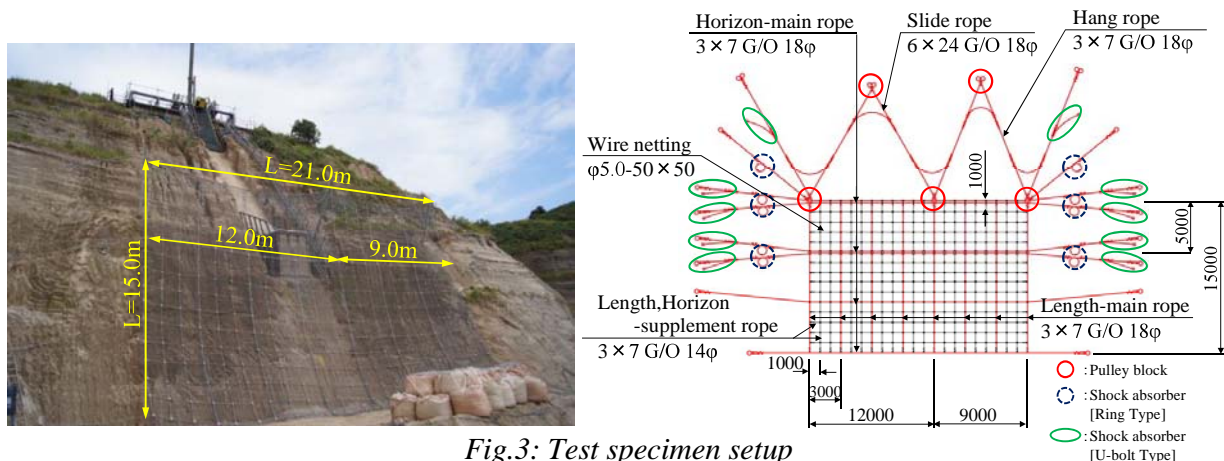 L=21.0m
12.0m
9.0m
L=15.0m
Horizon-main rope
3×7 G/O 18φ
Slide rope
6×24 G/O 18φ
Hang rope
3×7 G/O 18φ
Wire netting
φ5.0-50×50
1000
5000
15000
Length,Horizon
-supplement rope
3×7 G/O 14φ
Length-main rope
3×7 G/O 18φ
1000
3000
12000
9000
:Pulley block
:Shock absorber
[Ring Type]
:Shock absorber
[U-bolt Type]
Fig.3: Test specimen setup